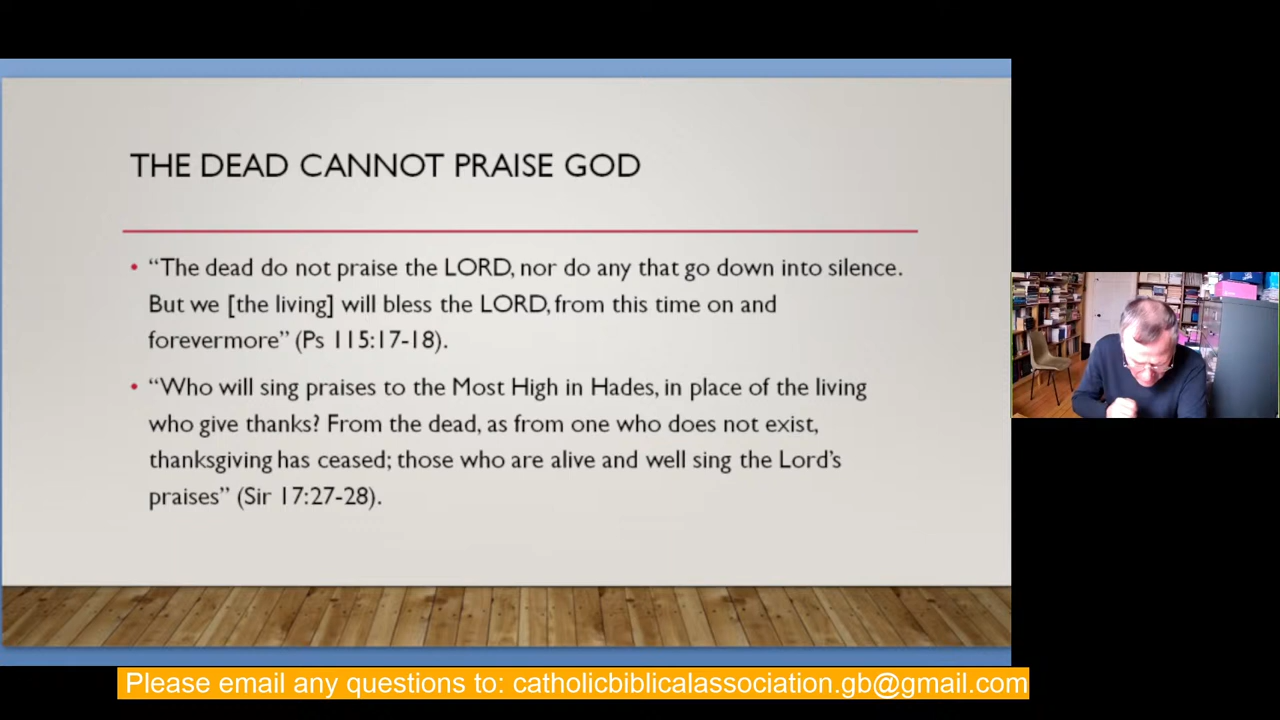 THE DEAD CANNOT PRAISE GOD
• “The dead do not praise the LORD, nor do any that go down into silence.
But we [the living] will bless the LORD, from this time on and
forevermore” (Ps 115:17-18).
• “Who will sing praises to the Most High in Hades, in place of the living
who give thanks? From the dead, as from one who does not exist,
thanksgiving has ceased; those who are alive and well sing the Lord’s
praises” (Sir 17:27-28).
Please email any questions to: catholicbiblicalassociation.gb@gmail.com